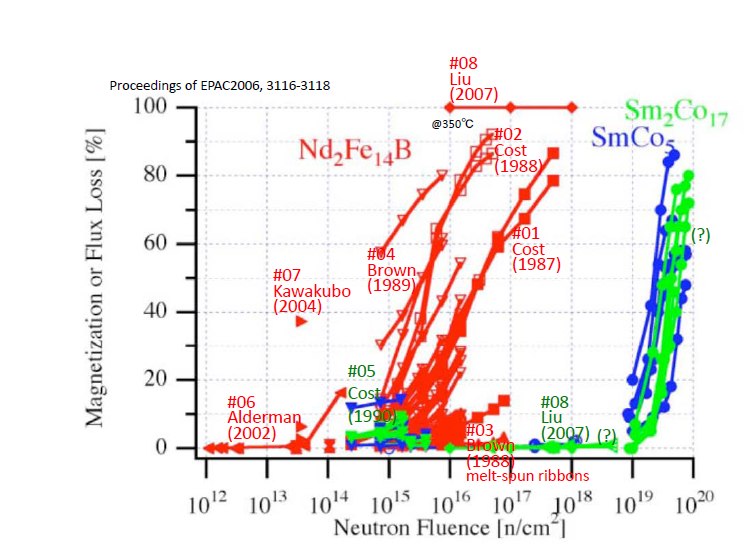 Proceedings of EPAC2006, 3116-3118
#08
Liu
(2007)
Sm2Co17
SmCo5
@350℃
Nd2Fe14B
#02
Cost
(1988)
#01
Cost
(1987)
(?)
#04
Brown
(1989)
#07
Kawakubo
(2004)
#05
Cost
(1990)
#06
Alderman
(2002)
#08
Liu
(2007) (?)
#03
Brown
(1988)
melt-spun ribbons
Magnetization or Flux Loss [%]
100
80
60
40
20
0
10^12 10^13 10^14 10^15 10^16 10^17 10^18 10^19 10^20
Neutron Fluence [n/cm^2]